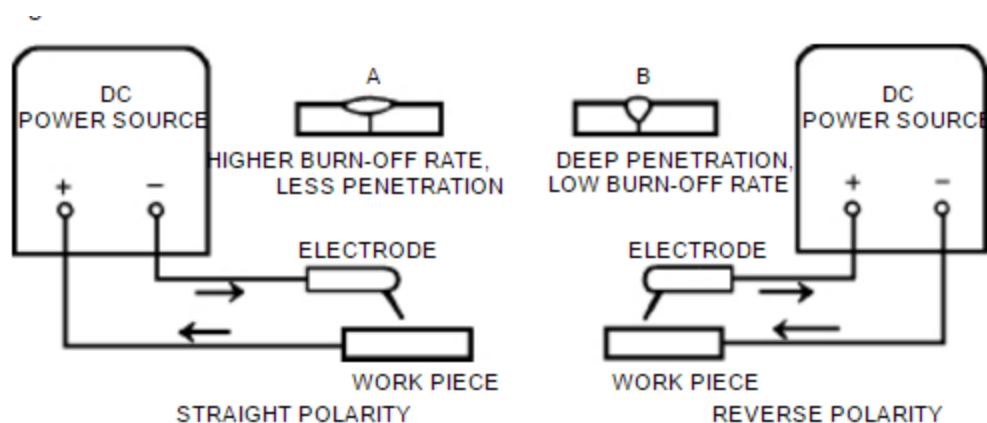 DC
POWER SOURCE
+ −
A
HIGHER BURN-OFF RATE,
LESS PENETRATION
ELECTRODE
WORK PIECE
STRAIGHT POLARITY
B
DEEP PENETRATION,
LOW BURN-OFF RATE
DC
POWER SOURCE
+ −
ELECTRODE
WORK PIECE
REVERSE POLARITY